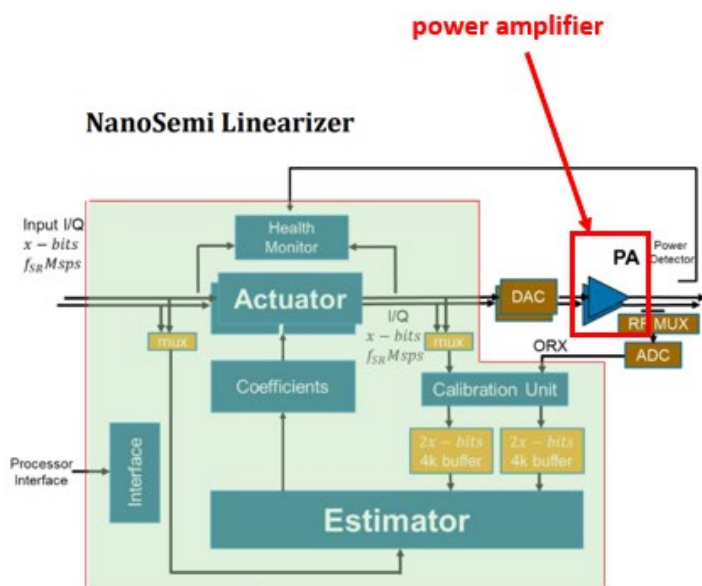 power amplifier
NanoSemi Linearizer
Input I/Q
x − bits
f_SR Msps
Health
Monitor
PA
Power
Detector
Actuator
DAC
RF MUX
I/Q
x − bits
f_SR Msps
mux
mux
ORX
ADC
Coefficients
Calibration Unit
2x − bits
4k buffer
2x − bits
4k buffer
Processor
Interface
Interface
Estimator